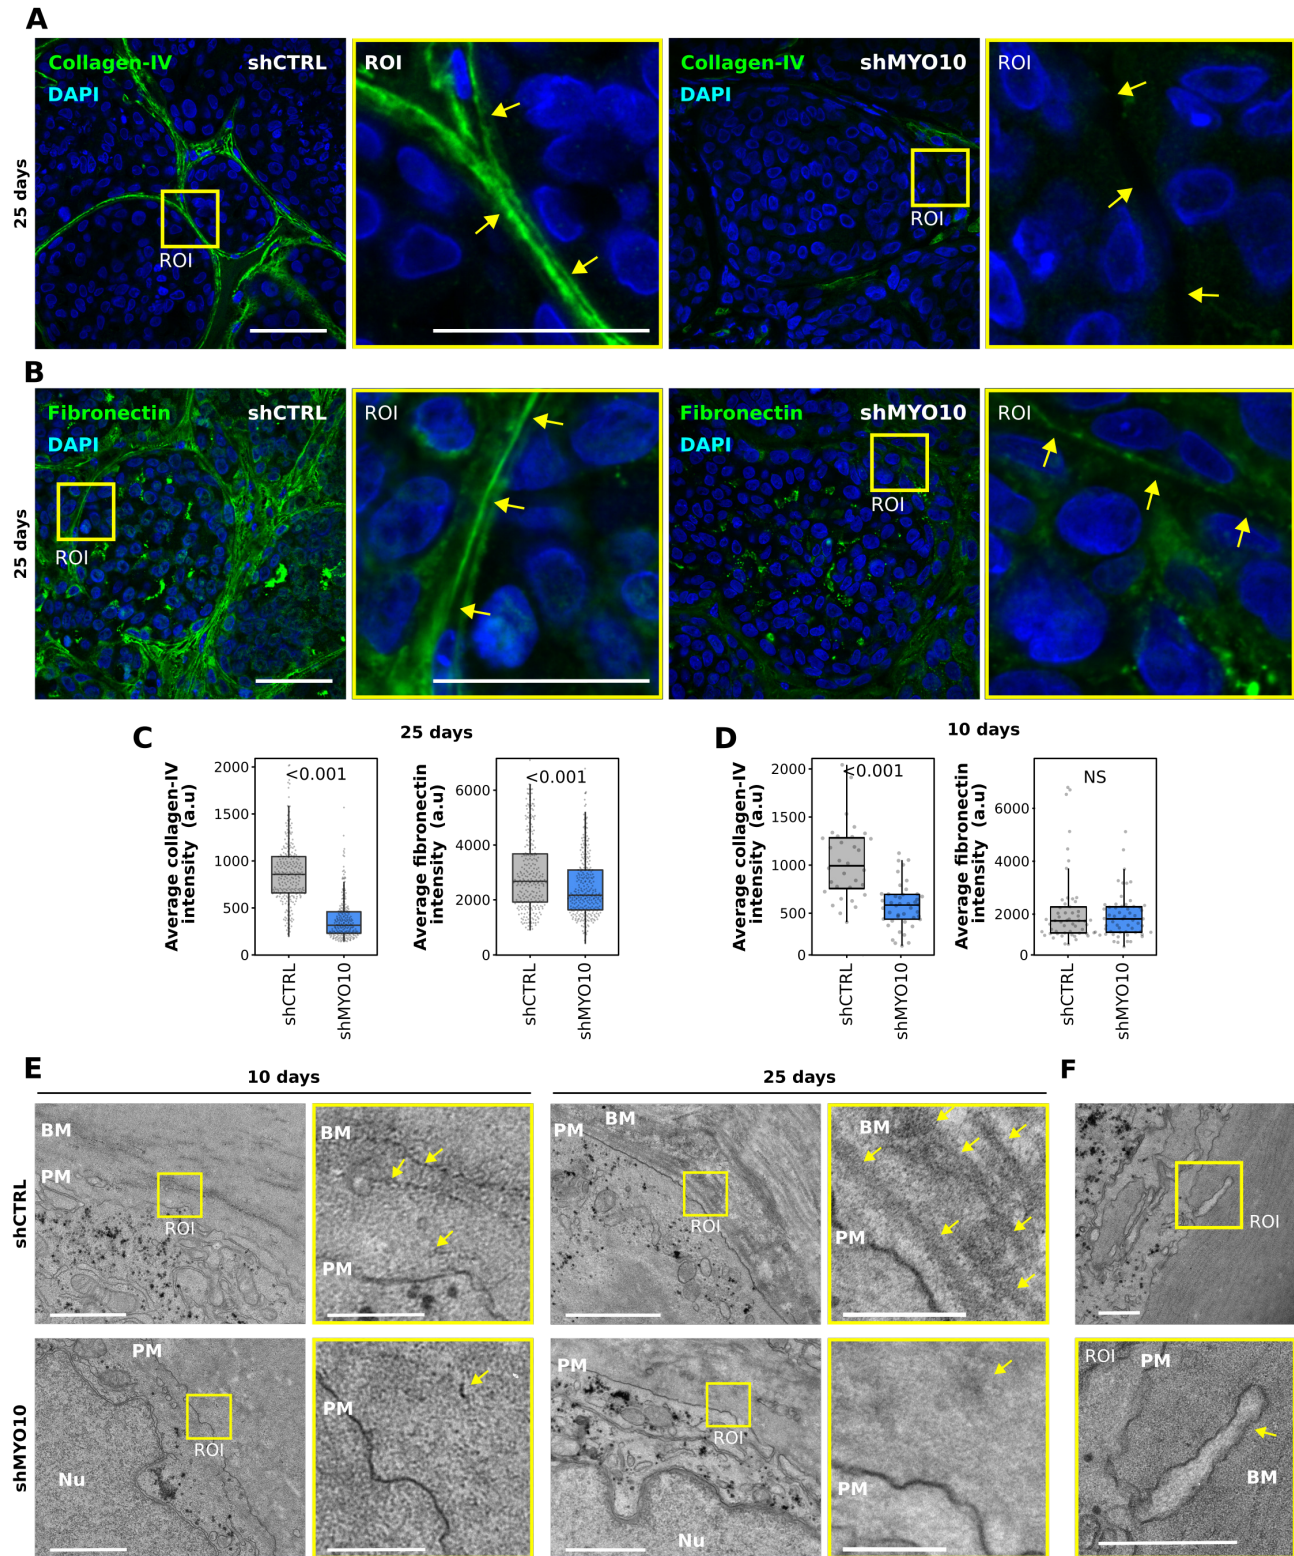 A
Collagen-IV shCTRL
DAPI
ROI
ROI
Collagen-IV shMYO10
DAPI
ROI
ROI
25 days
B
Fibronectin shCTRL
DAPI
ROI
ROI
Fibronectin shMYO10
DAPI
ROI
ROI
25 days
C
25 days
Average collagen-IV
intensity (a.u)
2000
1500
1000
500
0
<0.001
shCTRL
shMYO10
Average fibronectin
intensity (a.u)
6000
4000
2000
0
<0.001
shCTRL
shMYO10
D
10 days
Average collagen-IV
intensity (a.u)
2000
1500
1000
500
0
<0.001
shCTRL
shMYO10
Average fibronectin
intensity (a.u)
6000
4000
2000
0
NS
shCTRL
shMYO10
E
10 days
25 days
shCTRL
BM
PM
ROI
BM
PM
PM
BM
ROI
BM
PM
shMYO10
PM
ROI
Nu
PM
PM
ROI
Nu
PM
F
ROI
ROI
PM
BM